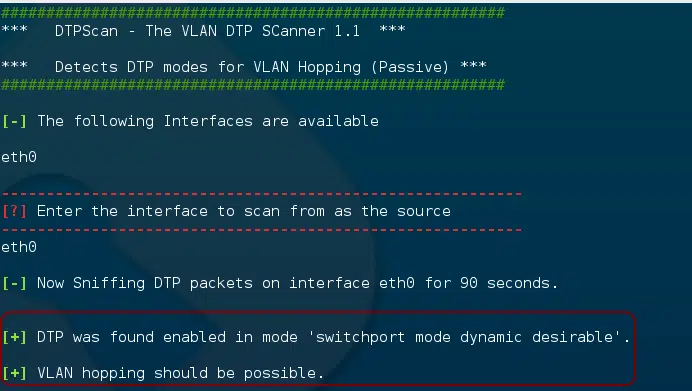 ########################################################
***   DTPScan - The VLAN DTP SCanner 1.1  ***
***   Detects DTP modes for VLAN Hopping (Passive) ***
########################################################
[-] The following Interfaces are available
eth0
----------------------------------------------------------
[?] Enter the interface to scan from as the source
----------------------------------------------------------
eth0
[-] Now Sniffing DTP packets on interface eth0 for 90 seconds.
[+] DTP was found enabled in mode 'switchport mode dynamic desirable'.
[+] VLAN hopping should be possible.